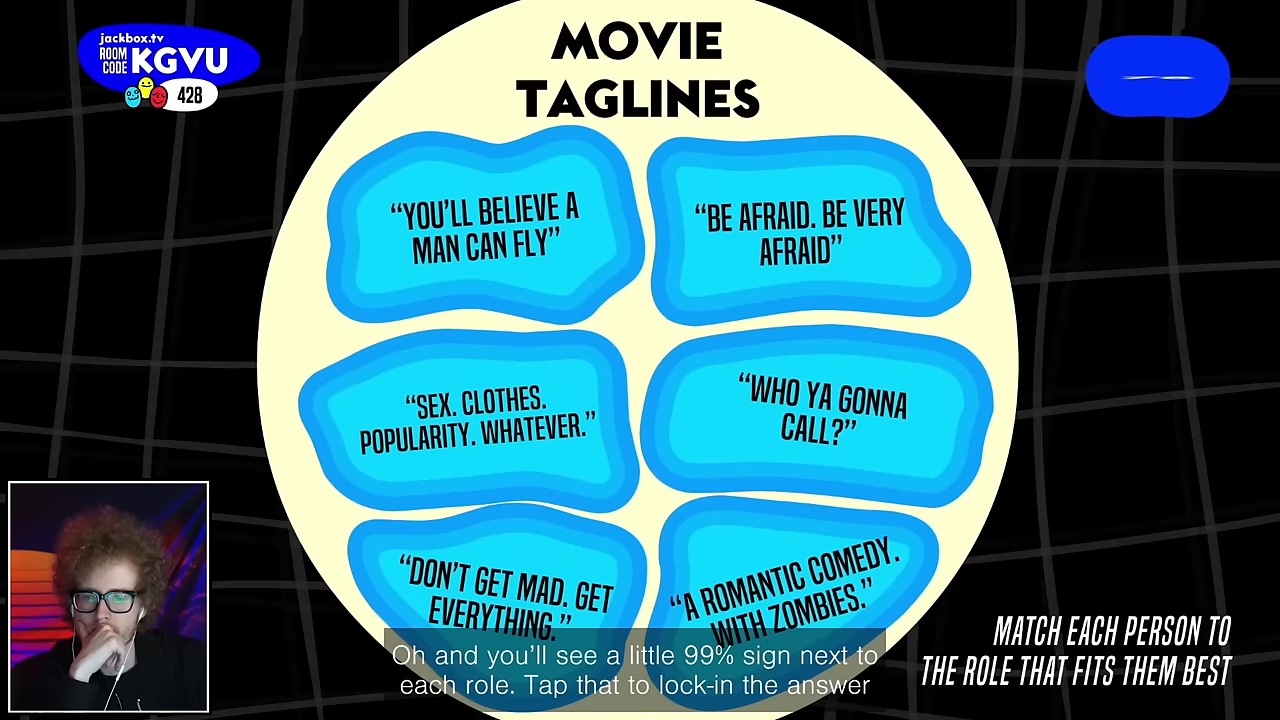 jackbox.tv
ROOM
CODE
KGVU
428
MOVIE
TAGLINES
“YOU’LL BELIEVE A
MAN CAN FLY”
“BE AFRAID. BE VERY
AFRAID”
“SEX. CLOTHES.
POPULARITY. WHATEVER.”
“WHO YA GONNA
CALL?”
“DON’T GET MAD. GET
EVERYTHING.”
“A ROMANTIC COMEDY.
WITH ZOMBIES.”
MATCH EACH PERSON TO
THE ROLE THAT FITS THEM BEST
Oh and you’ll see a little 99% sign next to
each role. Tap that to lock-in the answer